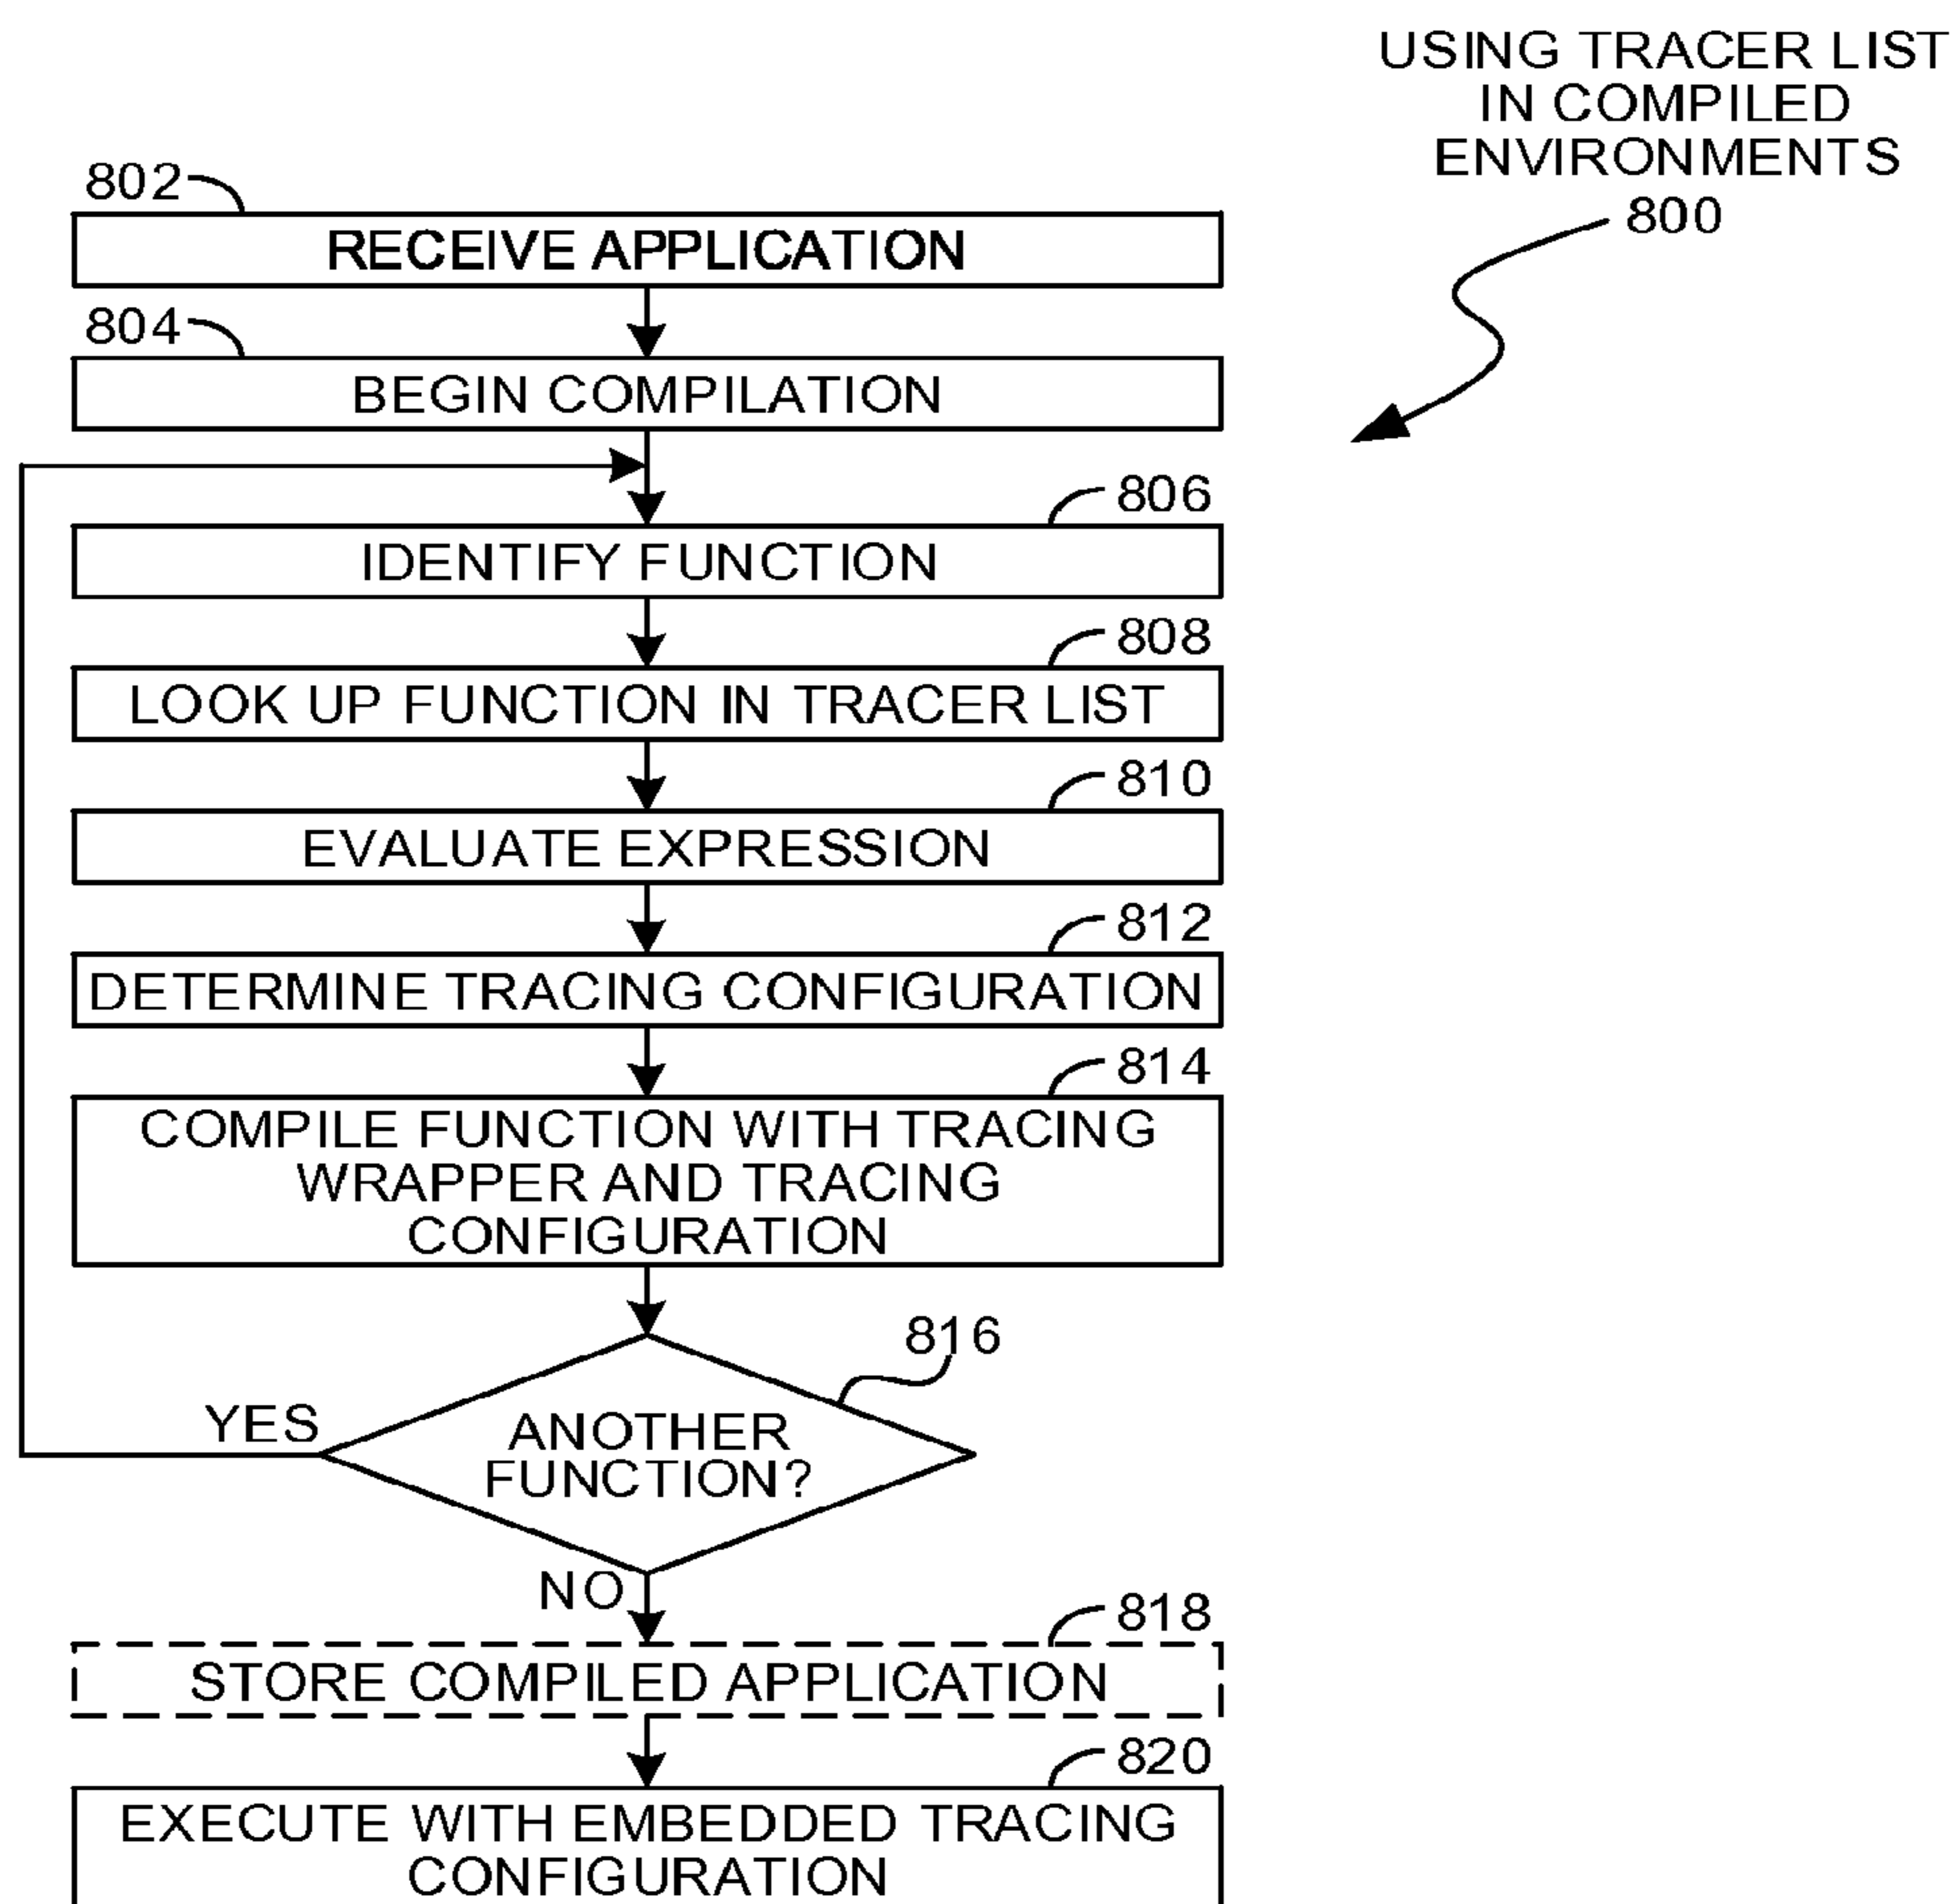 USING TRACER LIST
IN COMPILED
ENVIRONMENTS
800
802
RECEIVE APPLICATION
804
BEGIN COMPILATION
806
IDENTIFY FUNCTION
808
LOOK UP FUNCTION IN TRACER LIST
810
EVALUATE EXPRESSION
812
DETERMINE TRACING CONFIGURATION
814
COMPILE FUNCTION WITH TRACING
WRAPPER AND TRACING
CONFIGURATION
816
YES
ANOTHER
FUNCTION?
NO
818
STORE COMPILED APPLICATION
820
EXECUTE WITH EMBEDDED TRACING
CONFIGURATION